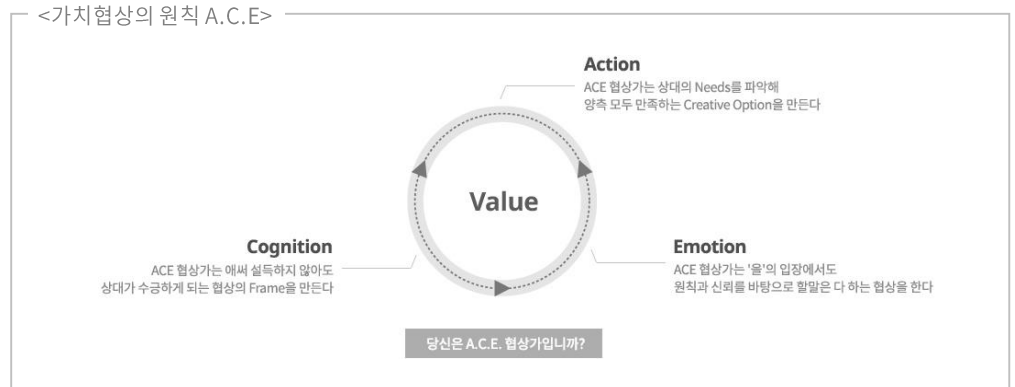 <가치협상의 원칙 A.C.E>
Action
ACE 협상가는 상대의 Needs를 파악해
양측 모두 만족하는 Creative Option을 만든다
Value
Cognition
ACE 협상가는 애써 설득하지 않아도
상대가 수긍하게 되는 협상의 Frame을 만든다
Emotion
ACE 협상가는 '을'의 입장에서도
원칙과 신뢰를 바탕으로 할말은 다 하는 협상을 한다
당신은 A.C.E. 협상가입니까?